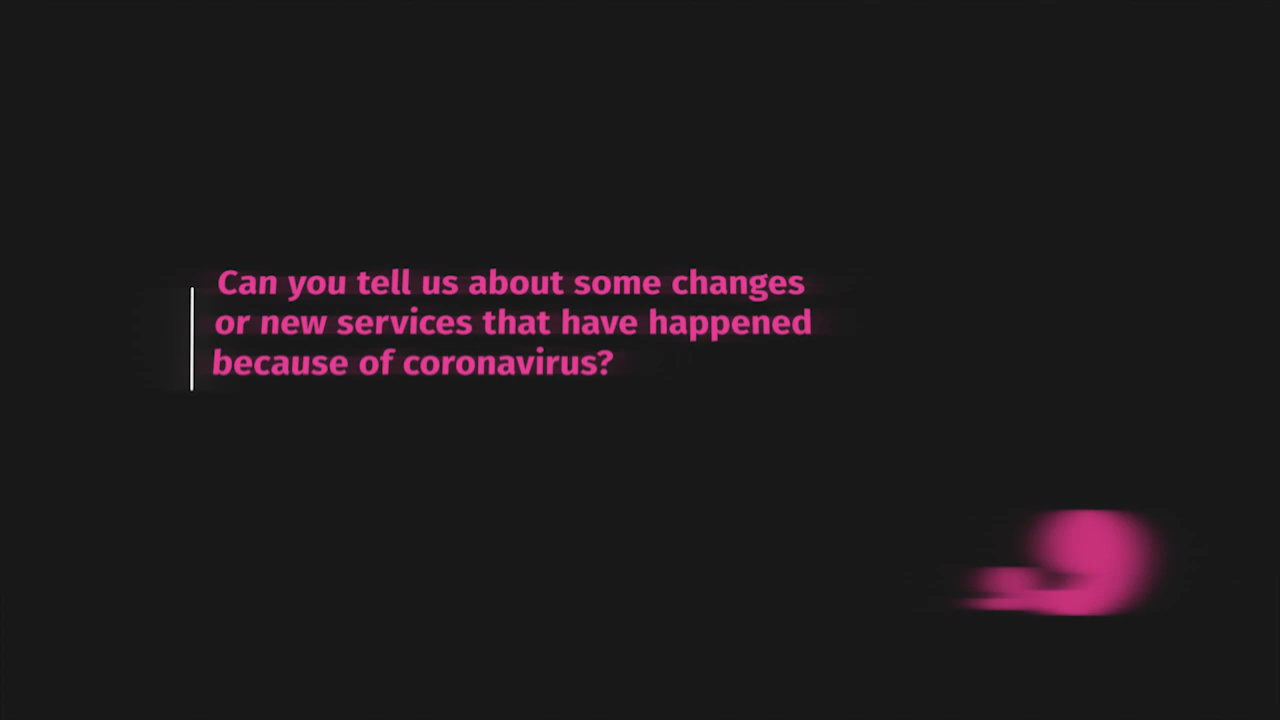 Can you tell us about some changes
or new services that have happened
because of coronavirus?